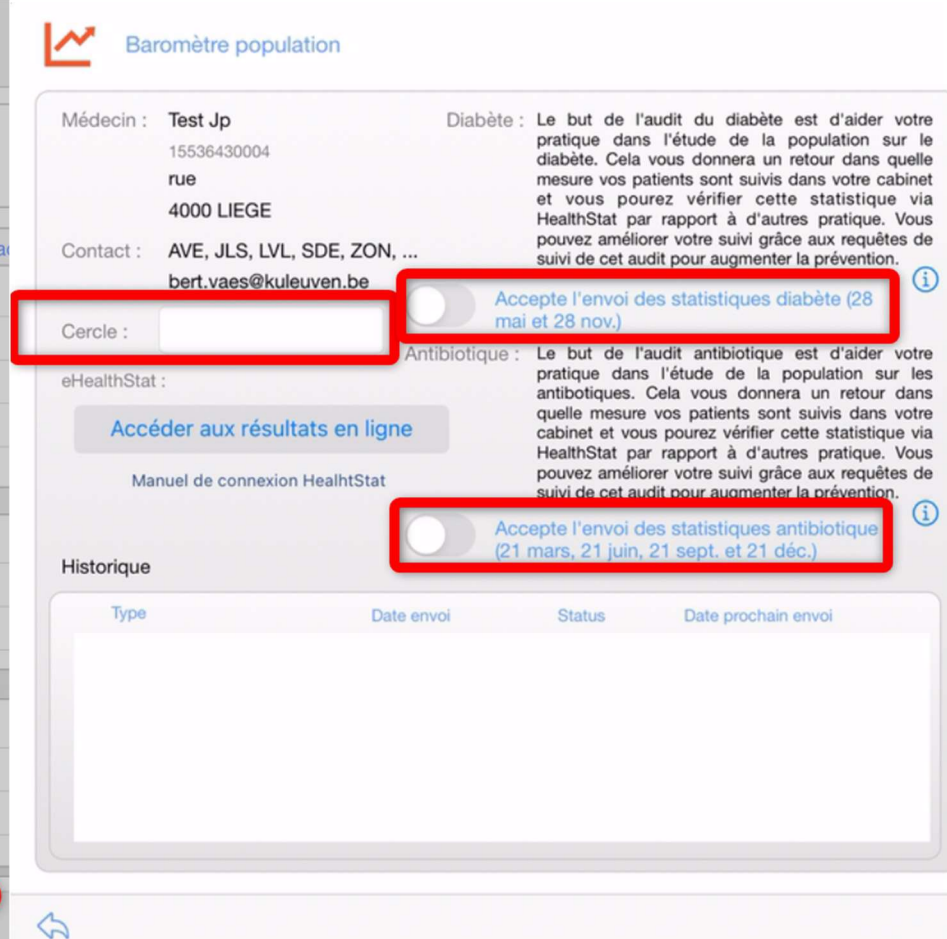 Baromètre population
Médecin : Test Jp
15536430004
rue
4000 LIEGE
Contact : AVE, JLS, LVL, SDE, ZON, ...
bert.vaes@kuleuven.be
Cercle :
eHealthStat :
Accéder aux résultats en ligne
Manuel de connexion HealhtStat
Diabète : Le but de l'audit du diabète est d'aider votre
pratique dans l'étude de la population sur le
diabète. Cela vous donnera un retour dans quelle
mesure vos patients sont suivis dans votre cabinet
et vous pourez vérifier cette statistique via
HealthStat par rapport à d'autres pratique. Vous
pouvez améliorer votre suivi grâce aux requêtes de
suivi de cet audit pour augmenter la prévention.
Accepte l'envoi des statistiques diabète (28
mai et 28 nov.)
Antibiotique : Le but de l'audit antibiotique est d'aider votre
pratique dans l'étude de la population sur les
antibotiques. Cela vous donnera un retour dans
quelle mesure vos patients sont suivis dans votre
cabinet et vous pourez vérifier cette statistique via
HealthStat par rapport à d'autres pratique. Vous
pouvez améliorer votre suivi grâce aux requêtes de
suivi de cet audit pour augmenter la prévention.
Accepte l'envoi des statistiques antibiotique
(21 mars, 21 juin, 21 sept. et 21 déc.)
Historique
Type Date envoi Status Date prochain envoi